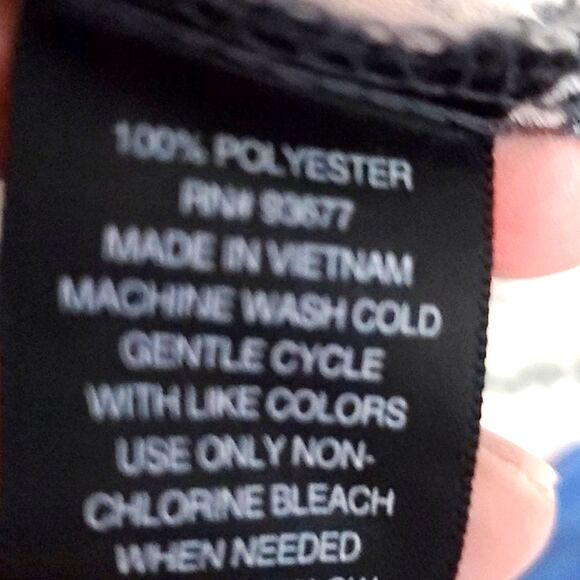 100% POLYESTER
RN# 93677
MADE IN VIETNAM
MACHINE WASH COLD
GENTLE CYCLE
WITH LIKE COLORS
USE ONLY NON-
CHLORINE BLEACH
WHEN NEEDED